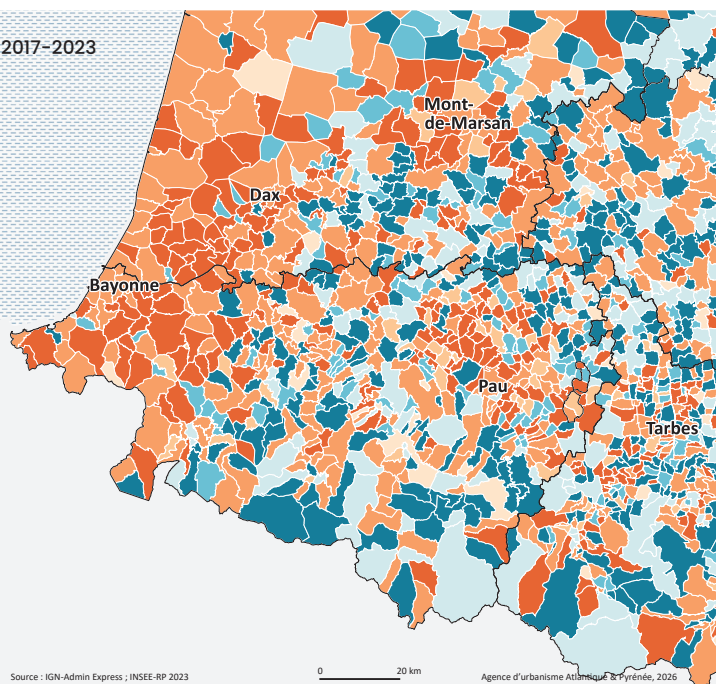 2017-2023
Mont-
de-Marsan
Dax
Bayonne
Pau
Tarbes
0 20 km
Source : IGN-Admin Express ; INSEE-RP 2023
Agence d'urbanisme Atlantique & Pyrénée, 2026